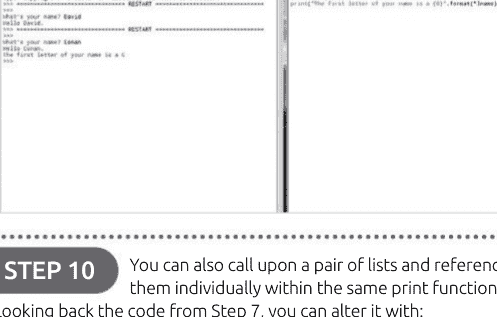 >>> ================ RESTART ================
>>>
What's your name? David
Hello David.
>>> ================ RESTART ================
>>>
What's your name? Conan
Hello Conan.
The first letter of your name is a C
>>>
print("The first letter of your name is a {0}".format(*lname)
STEP 10
You can also call upon a pair of lists and referenc
them individually within the same print function
ooking back the code from Step 7, you can alter it with: